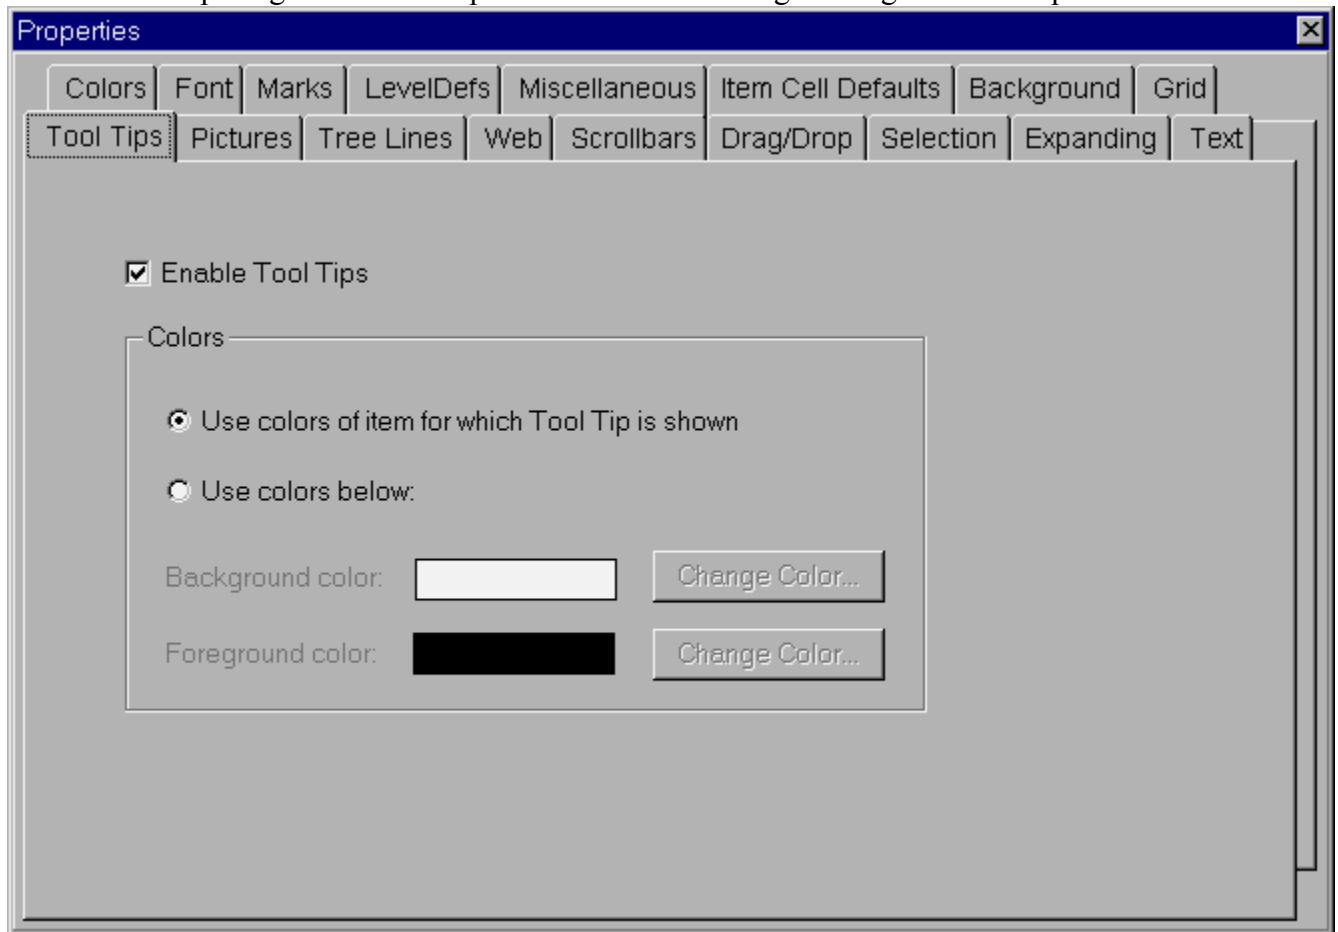 Properties
Colors Font Marks LevelDefs Miscellaneous Item Cell Defaults Background Grid
Tool Tips Pictures Tree Lines Web Scrollbars Drag/Drop Selection Expanding Text
Enable Tool Tips
Colors
Use colors of item for which Tool Tip is shown
Use colors below:
Background color: Change Color...
Foreground color: Change Color...